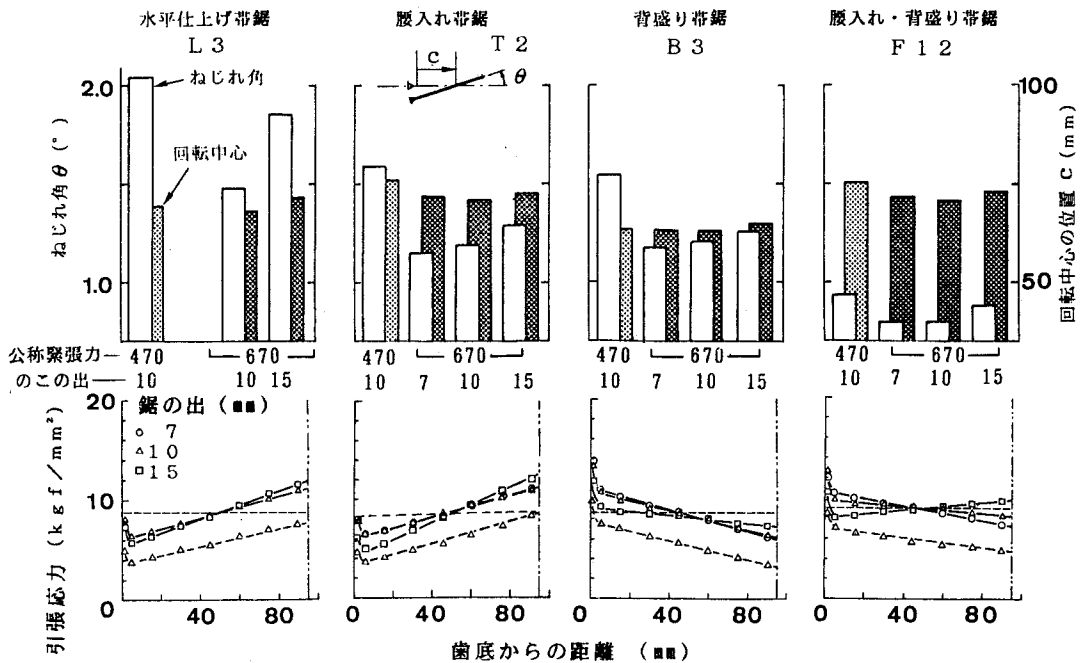 水平仕上げ帯鋸 腰入れ帯鋸 背盛り帯鋸 腰入れ・背盛り帯鋸
L3 T2 B3 F12
C θ
ねじれ角
回転中心
ねじれ角θ(°)
2.0
1.0
100
50
回転中心の位置 C (mm)
公称緊張力 470 670 470 670 470 670 470 670
のこの出 10 10 15 10 7 10 15 10 7 10 15 10 7 10 15
鋸の出 (■■)
○ 7
△ 10
□ 15
引張応力 (kgf/mm²)
20
10
0
0 40 80 0 40 80 0 40 80 0 40 80
歯底からの距離 (■■)